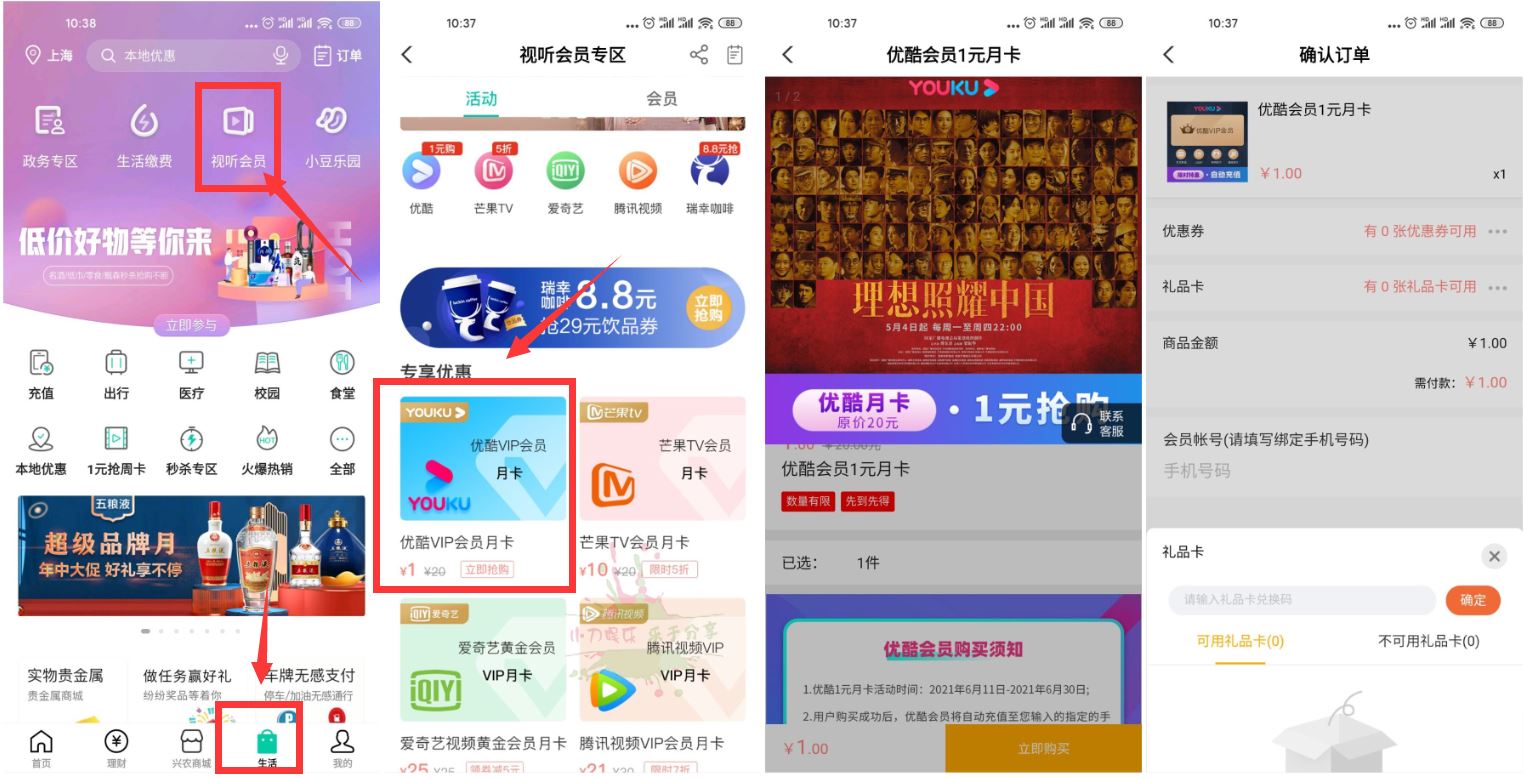 10:38
88
上海
本地优惠
订单
政务专区
生活缴费
视听会员
小豆乐园
低价好物等你来
HOT
立即参与
充值
出行
医疗
校园
食堂
本地优惠
1元抢周卡
秒杀专区
HOT
火爆热销
全部
五粮液
超级品牌月
年中大促 好礼享不停
实物贵金属
贵金属商城
做任务赢好礼
纷纷奖品等着你
车牌无感支付
停车/加油无感通行
首页
理财
兴农商城
生活
我的
10:37
88
视听会员专区
活动
会员
1元购
5折
8.8元抢
iQIYI
优酷
芒果TV
爱奇艺
腾讯视频
瑞幸咖啡
瑞幸
咖啡
8.8元
抢29元饮品券
立即
抢购
专享优惠
YOUKU
优酷VIP会员
月卡
YOUKU
优酷VIP会员月卡
¥1 ¥20 立即抢购
芒果tv
芒果TV会员
月卡
芒果TV会员月卡
¥10 ¥20 限时5折
iQIYI 爱奇艺
爱奇艺黄金会员
VIP月卡
iQIYI
爱奇艺视频黄金会员月卡
¥25 ¥25 领券减5元
腾讯视频
腾讯视频VIP
VIP月卡
腾讯视频VIP会员月卡
¥21 限时7折
小刀娱乐 乐于分享
10:37
88
优酷会员1元月卡
1 / 2
YOUKU
理想照耀中国
5月4日起 每周一至周四22:00
优酷月卡
原价20元
·1元抢购
联系
客服
1.00 ¥20.00元
优酷会员1元月卡
数量有限
先到先得
已选:
1件
优酷会员购买须知
1.优酷1元月卡活动时间：2021年6月11日-2021年6月30日;
2.用户购买成功后，优酷会员将自动充值至您输入的指定的手
￥1.00
立即购买
10:37
88
确认订单
YOUKU
优酷VIP会员
限时特惠·自动充值
优酷会员1元月卡
￥1.00
x1
优惠券
有 0 张优惠券可用
礼品卡
有 0 张礼品卡可用
商品金额
￥1.00
需付款：￥1.00
会员帐号(请填写绑定手机号码)
手机号码
礼品卡
请输入礼品卡兑换码
确定
可用礼品卡(0)
不可用礼品卡(0)